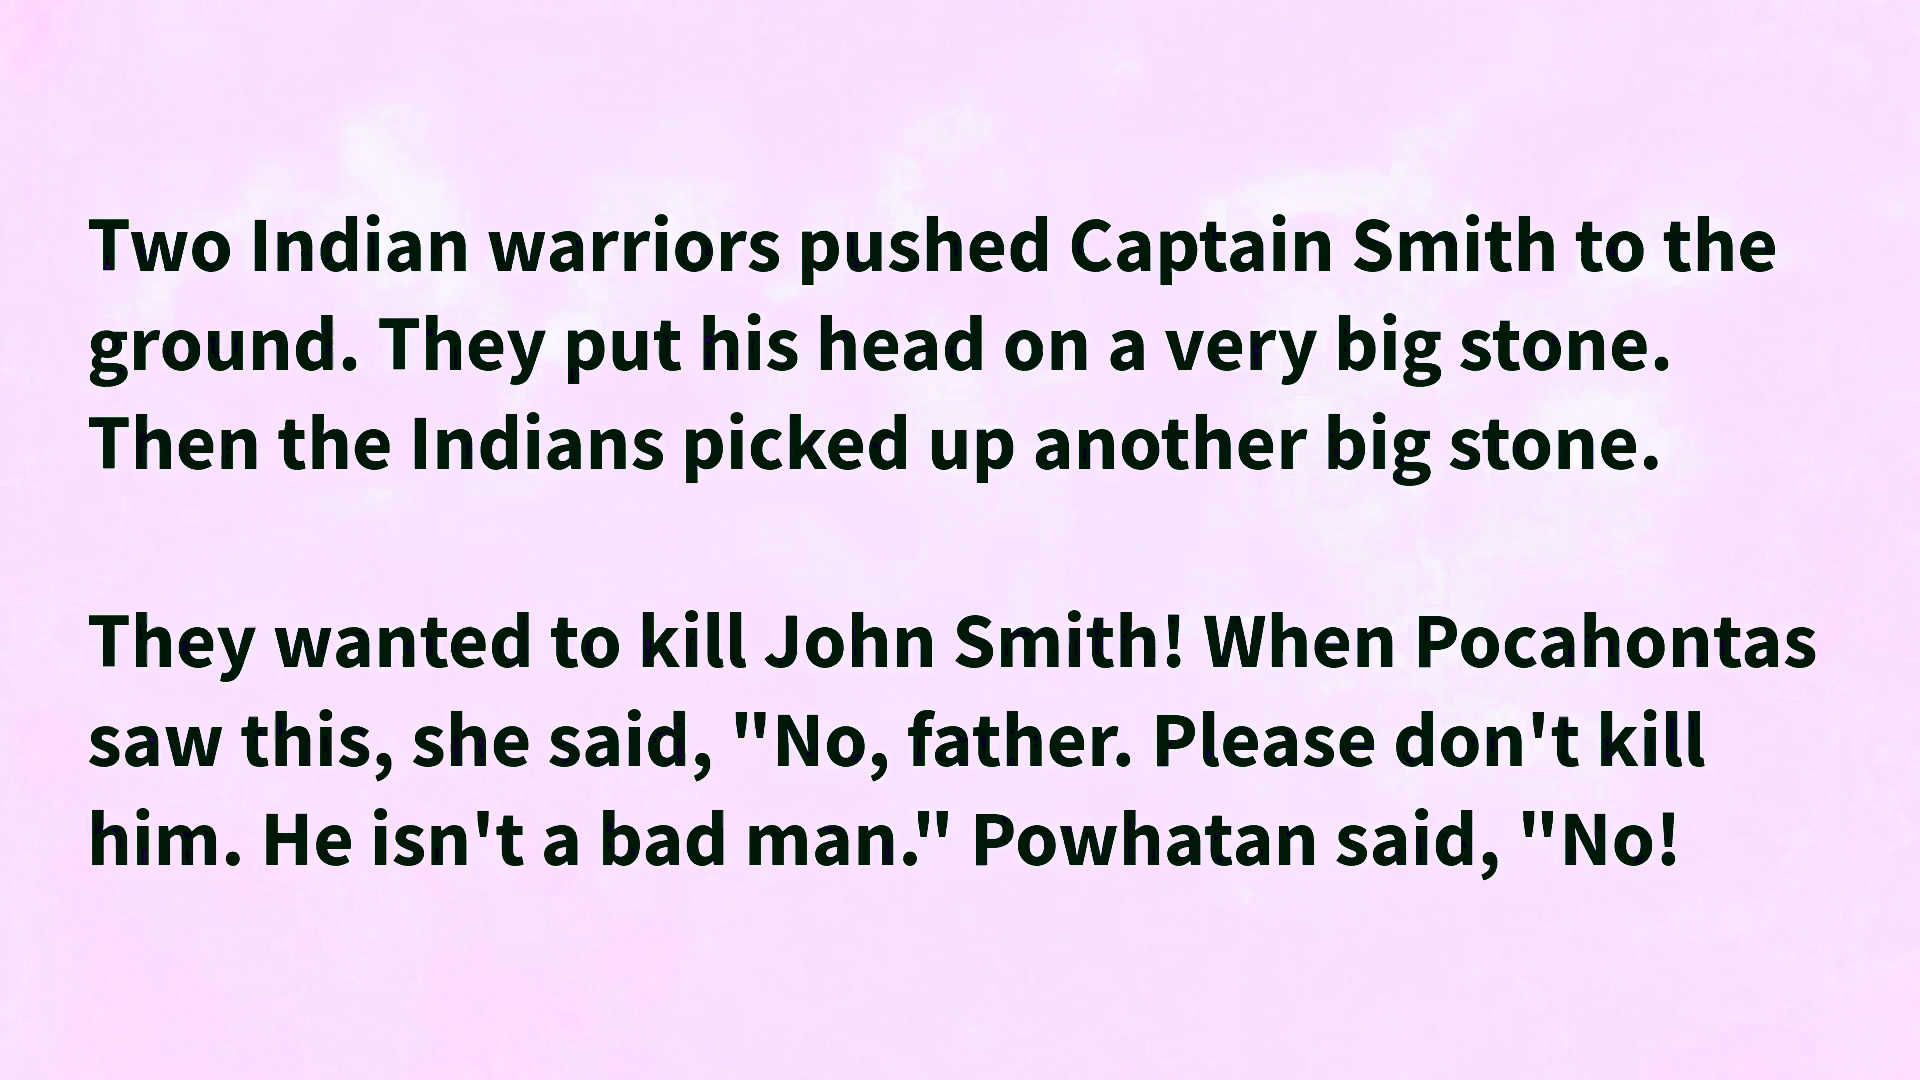 Two Indian warriors pushed Captain Smith to the
ground. They put his head on a very big stone.
Then the Indians picked up another big stone.
They wanted to kill John Smith! When Pocahontas
saw this, she said, "No, father. Please don't kill
him. He isn't a bad man." Powhatan said, "No!